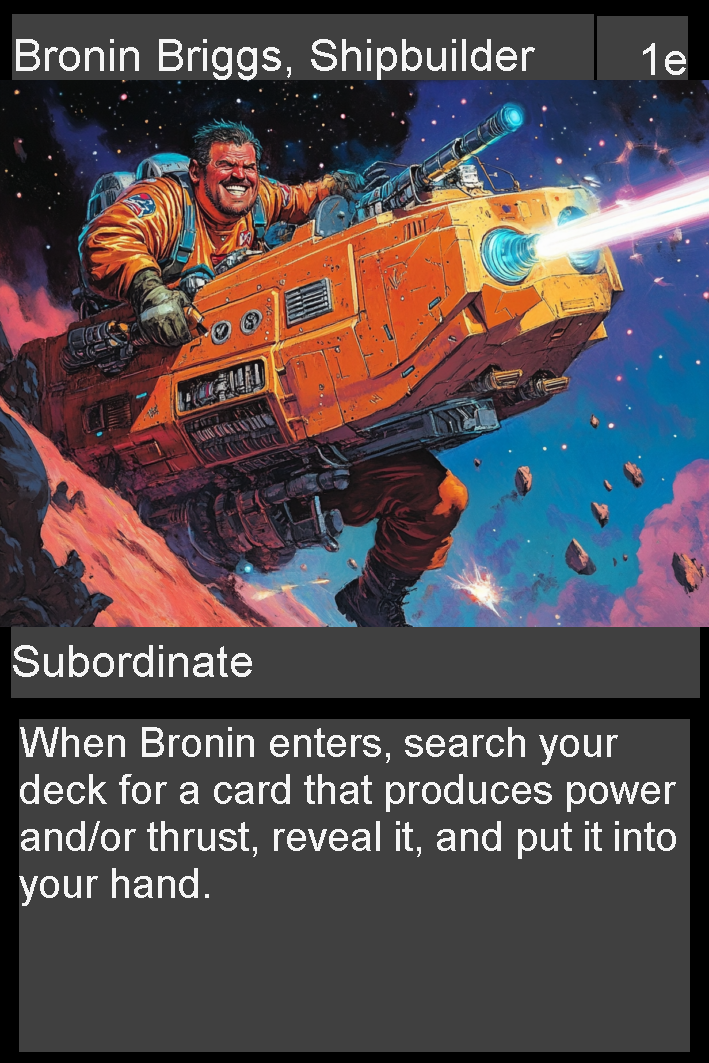 Bronin Briggs, Shipbuilder
1e
Subordinate
When Bronin enters, search your
deck for a card that produces power
and/or thrust, reveal it, and put it into
your hand.